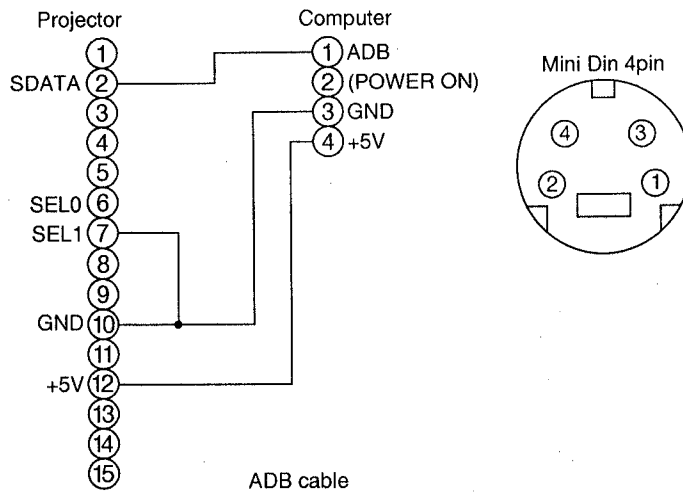 Projector
1
SDATA 2
3
4
5
SEL0 6
SEL1 7
8
9
GND 10
11
+5V 12
13
14
15
Computer
1 ADB
2 (POWER ON)
3 GND
4 +5V
Mini Din 4pin
4 3
2 1
ADB cable